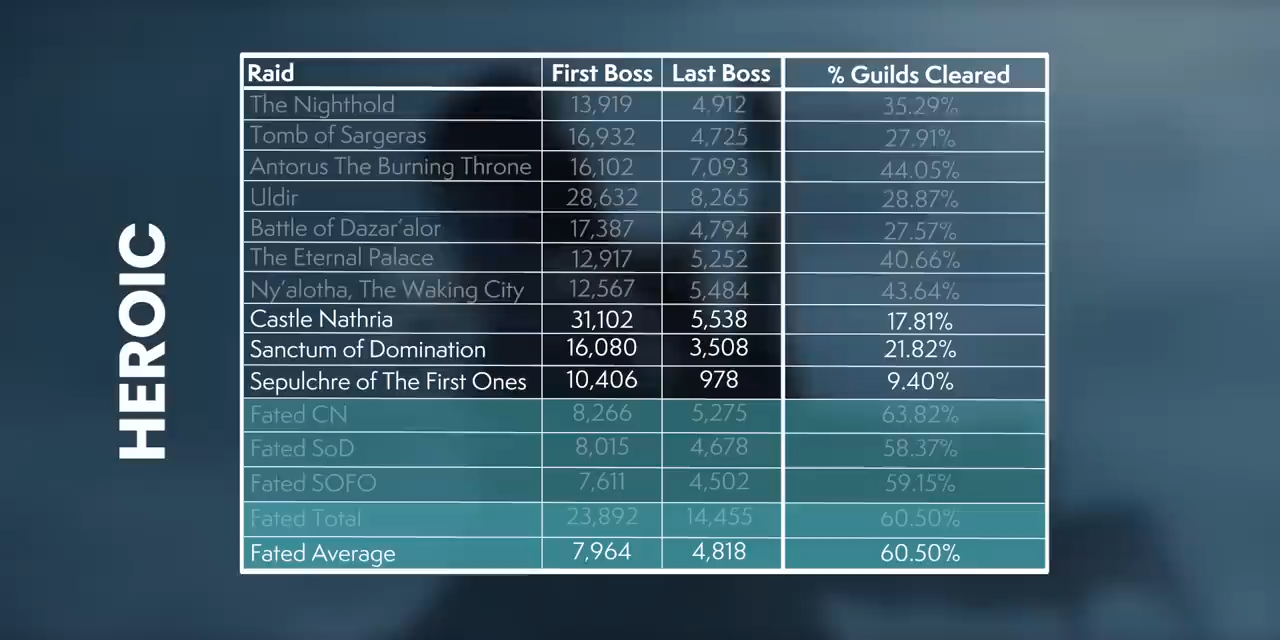 HEROIC
Raid First Boss Last Boss % Guilds Cleared
The Nighthold 13,919 4,912 35.29%
Tomb of Sargeras 16,932 4,725 27.91%
Antorus The Burning Throne 16,102 7,093 44.05%
Uldir 28,632 8,265 28.87%
Battle of Dazar'alor 17,387 4,794 27.57%
The Eternal Palace 12,917 5,252 40.66%
Ny'alotha, The Waking City 12,567 5,484 43.64%
Castle Nathria 31,102 5,538 17.81%
Sanctum of Domination 16,080 3,508 21.82%
Sepulchre of The First Ones 10,406 978 9.40%
Fated CN 8,266 5,275 63.82%
Fated SoD 8,015 4,678 58.37%
Fated SOFO 7,611 4,502 59.15%
Fated Total 23,892 14,455 60.50%
Fated Average 7,964 4,818 60.50%